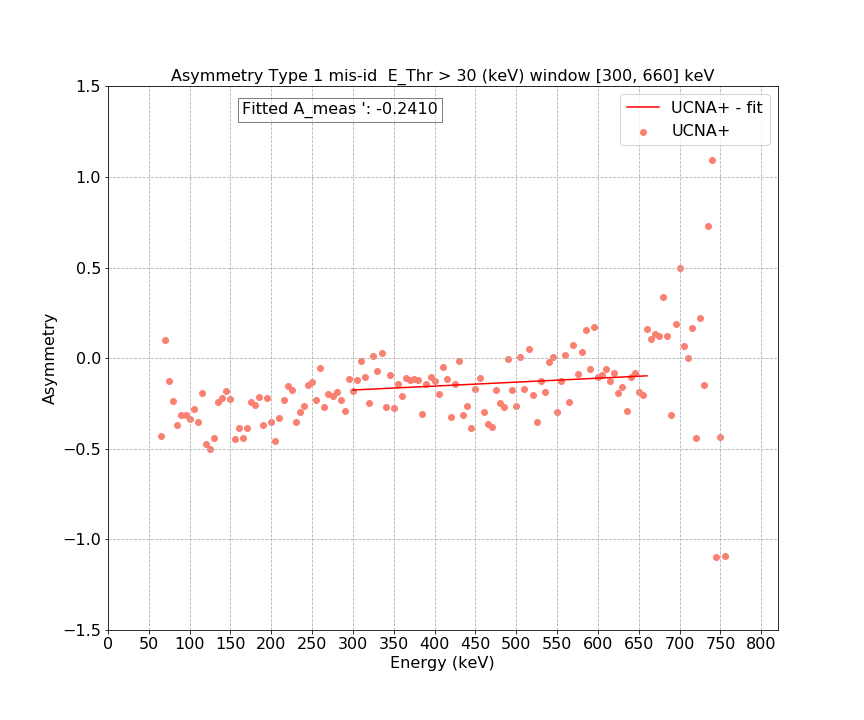 Asymmetry Type 1 mis-id  E_Thr > 30 (keV) window [300, 660] keV
Fitted A_meas ': -0.2410
UCNA+ - fit
UCNA+
1.5
1.0
0.5
0.0
−0.5
−1.0
−1.5
Asymmetry
0 50 100 150 200 250 300 350 400 450 500 550 600 650 700 750 800
Energy (keV)